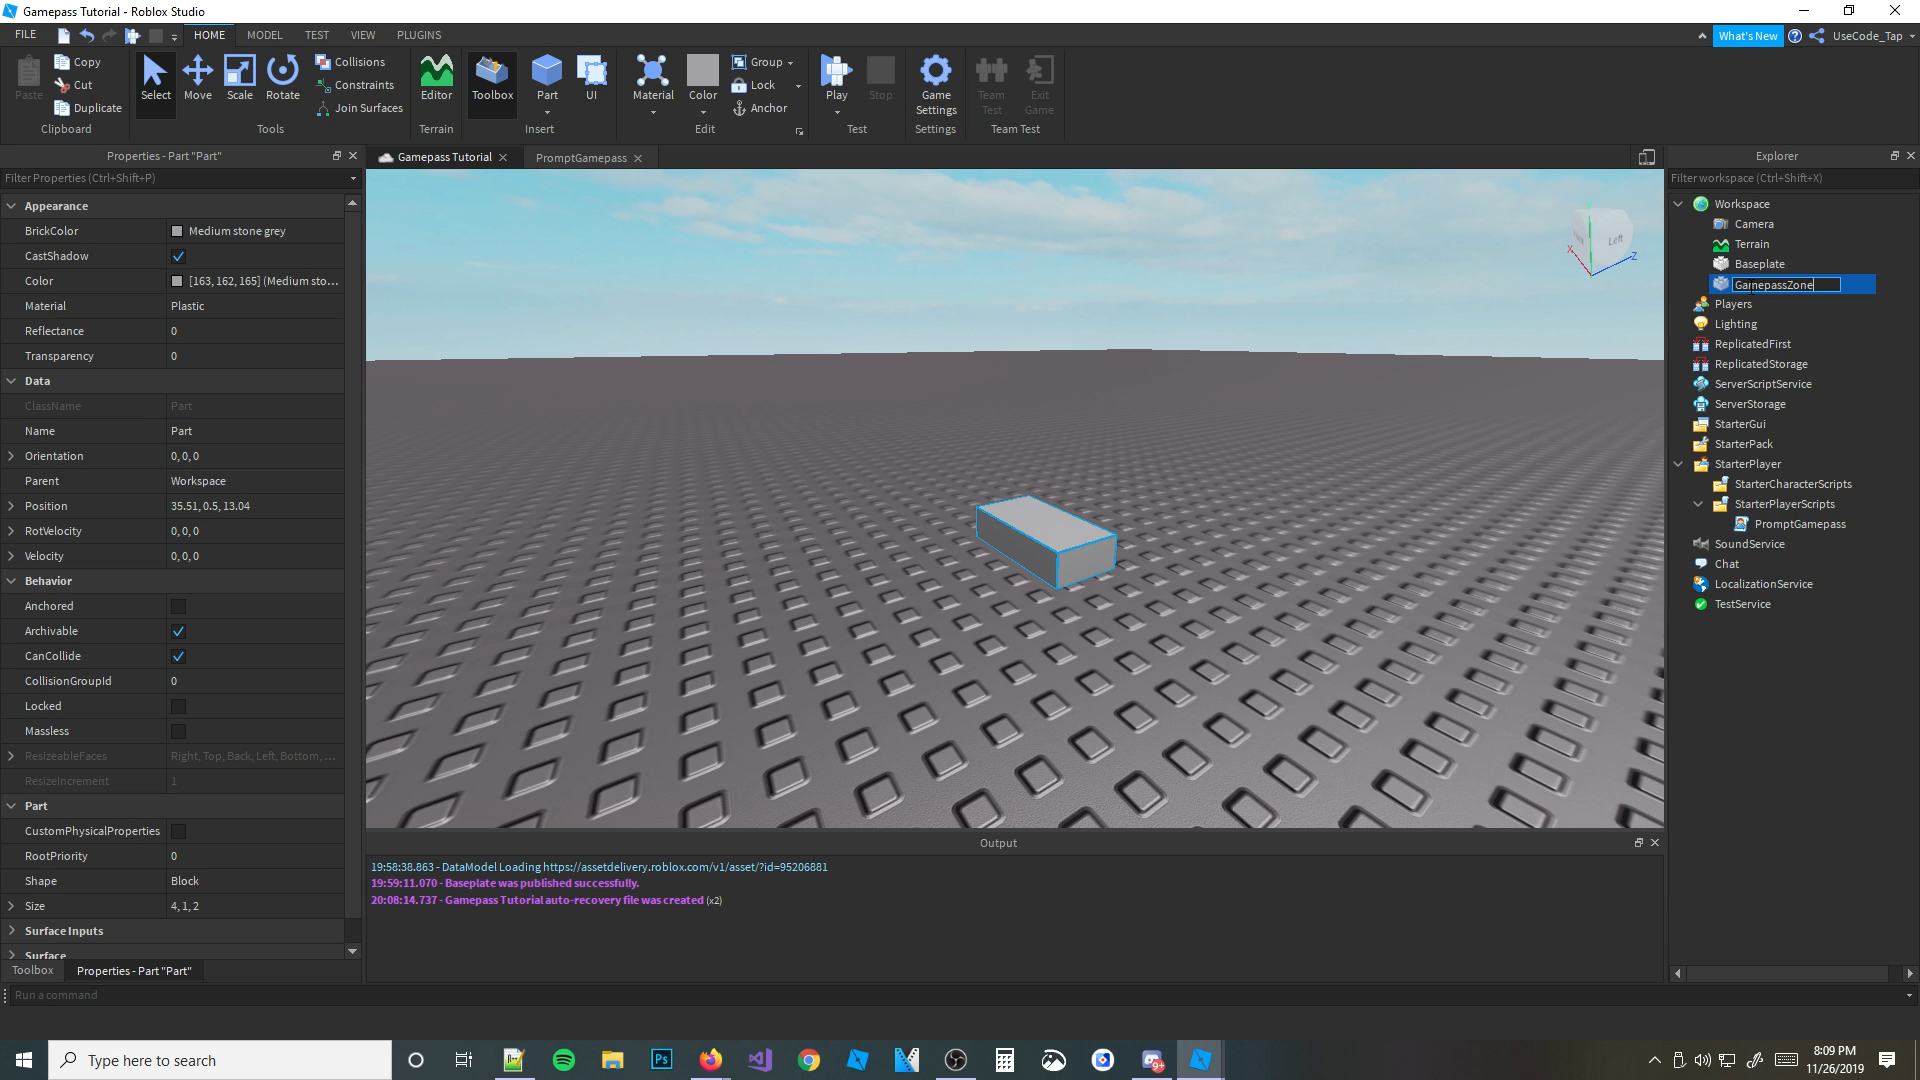 Gamepass Tutorial - Roblox Studio
FILE HOME MODEL TEST VIEW PLUGINS What's New UseCode_Tap
Paste
Copy
Cut
Duplicate
Clipboard
Select Move Scale Rotate
Collisions
Constraints
Join Surfaces
Tools
Editor
Terrain
Toolbox Part UI
Insert
Material Color
Group
Lock
Anchor
Edit
Play Stop
Test
Game Settings
Settings
Team Test
Exit Game
Team Test
Properties - Part "Part"
Filter Properties (Ctrl+Shift+P)
Appearance
BrickColor Medium stone grey
CastShadow
Color [163, 162, 165] (Medium sto...
Material Plastic
Reflectance 0
Transparency 0
Data
ClassName Part
Name Part
Orientation 0, 0, 0
Parent Workspace
Position 35.51, 0.5, 13.04
RotVelocity 0, 0, 0
Velocity 0, 0, 0
Behavior
Anchored
Archivable
CanCollide
CollisionGroupId 0
Locked
Massless
ResizeableFaces Right, Top, Back, Left, Bottom, ...
ResizeIncrement 1
Part
CustomPhysicalProperties
RootPriority 0
Shape Block
Size 4, 1, 2
Surface Inputs
Surface
Toolbox Properties - Part "Part"
Run a command
Gamepass Tutorial PromptGamepass
Left
X
Y
Z
Output
19:58:38.863 - DataModel Loading https://assetdelivery.roblox.com/v1/asset/?id=95206881
19:59:11.070 - Baseplate was published successfully.
20:08:14.737 - Gamepass Tutorial auto-recovery file was created (x2)
Explorer
Filter workspace (Ctrl+Shift+X)
Workspace
Camera
Terrain
Baseplate
GamepassZone
Players
Lighting
ReplicatedFirst
ReplicatedStorage
ServerScriptService
ServerStorage
StarterGui
StarterPack
StarterPlayer
StarterCharacterScripts
StarterPlayerScripts
PromptGamepass
SoundService
Chat
LocalizationService
TestService
Type here to search
Ps
9+
8:09 PM
11/26/2019